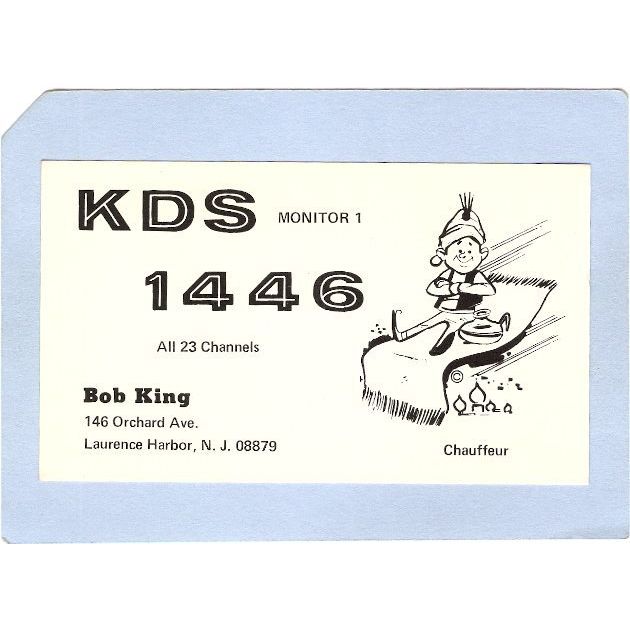 KDS MONITOR 1
1446
All 23 Channels
Bob King
146 Orchard Ave.
Laurence Harbor, N. J. 08879
©
Chauffeur